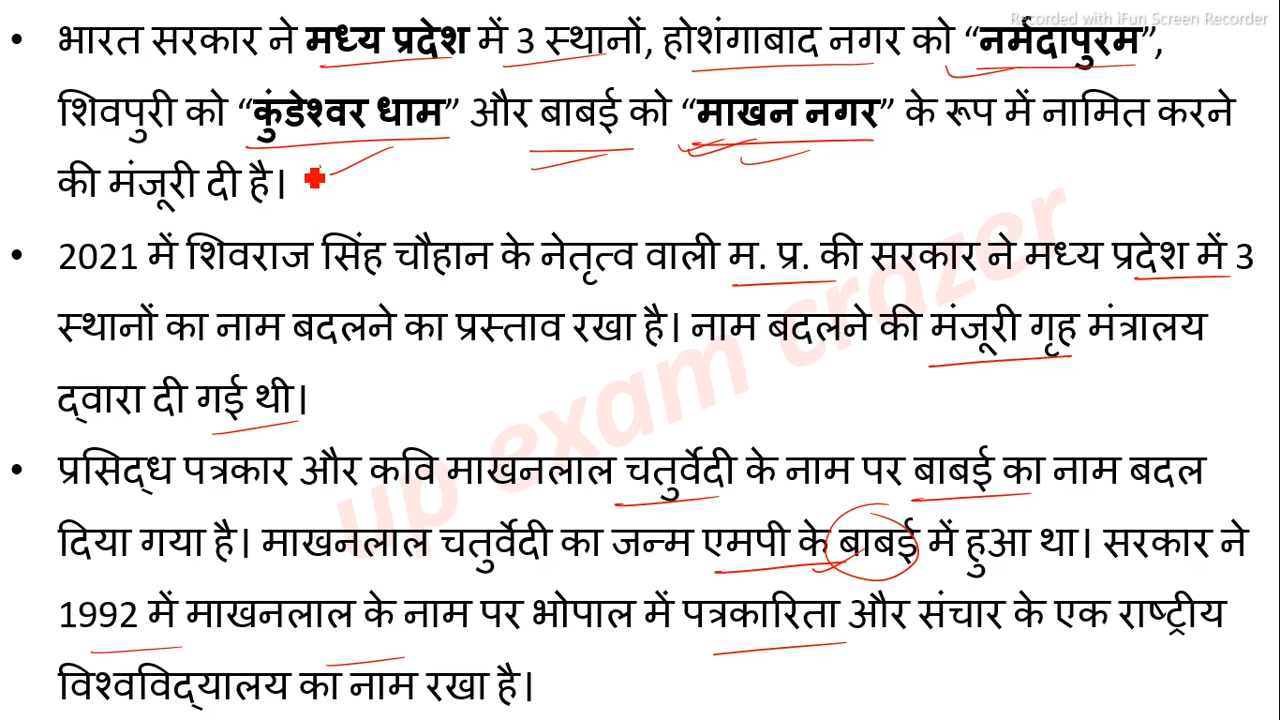 Recorded with iFun Screen Recorder
• भारत सरकार ने मध्य प्रदेश में 3 स्थानों, होशंगाबाद नगर को “नर्मदापुरम”,
शिवपुरी को “कुंडेश्वर धाम” और बाबई को “माखन नगर” के रूप में नामित करने
की मंजूरी दी है।
• 2021 में शिवराज सिंह चौहान के नेतृत्व वाली म. प्र. की सरकार ने मध्य प्रदेश में 3
स्थानों का नाम बदलने का प्रस्ताव रखा है। नाम बदलने की मंजूरी गृह मंत्रालय
द्वारा दी गई थी।
• प्रसिद्ध पत्रकार और कवि माखनलाल चतुर्वेदी के नाम पर बाबई का नाम बदल
दिया गया है। माखनलाल चतुर्वेदी का जन्म एमपी के बाबई में हुआ था। सरकार ने
1992 में माखनलाल के नाम पर भोपाल में पत्रकारिता और संचार के एक राष्ट्रीय
विश्वविद्यालय का नाम रखा है।
up exam crazer